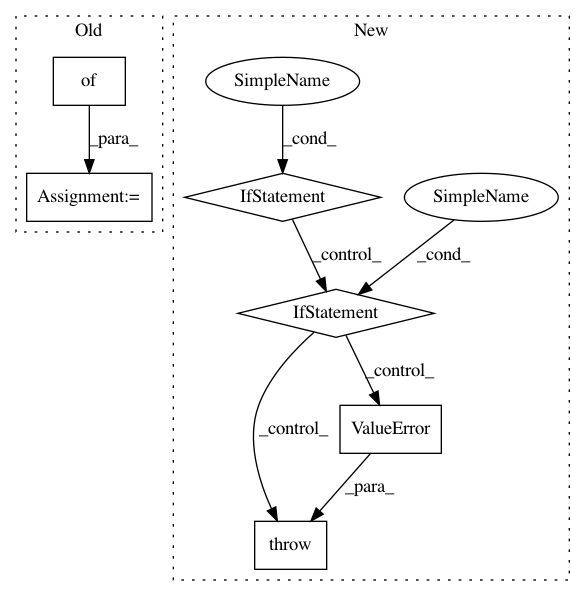 Old
New
of
SimpleName
_para_
_cond_
Assignment:=
IfStatement
SimpleName
_control_
_cond_
IfStatement
_control_
_control_
ValueError
_para_
throw